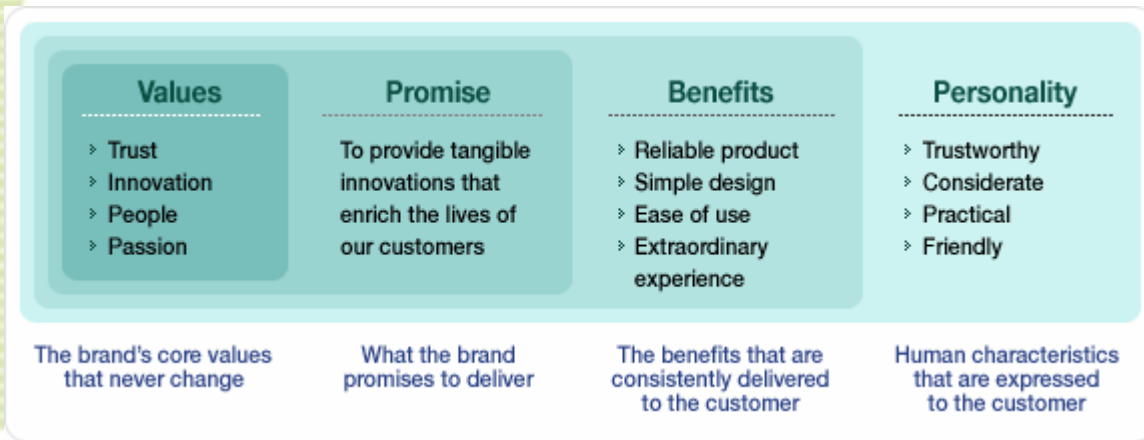 Values
> Trust
> Innovation
> People
> Passion
Promise
To provide tangible
innovations that
enrich the lives of
our customers
Benefits
> Reliable product
> Simple design
> Ease of use
> Extraordinary
experience
Personality
> Trustworthy
> Considerate
> Practical
> Friendly
The brand’s core values
that never change
What the brand
promises to deliver
The benefits that are
consistently delivered
to the customer
Human characteristics
that are expressed
to the customer